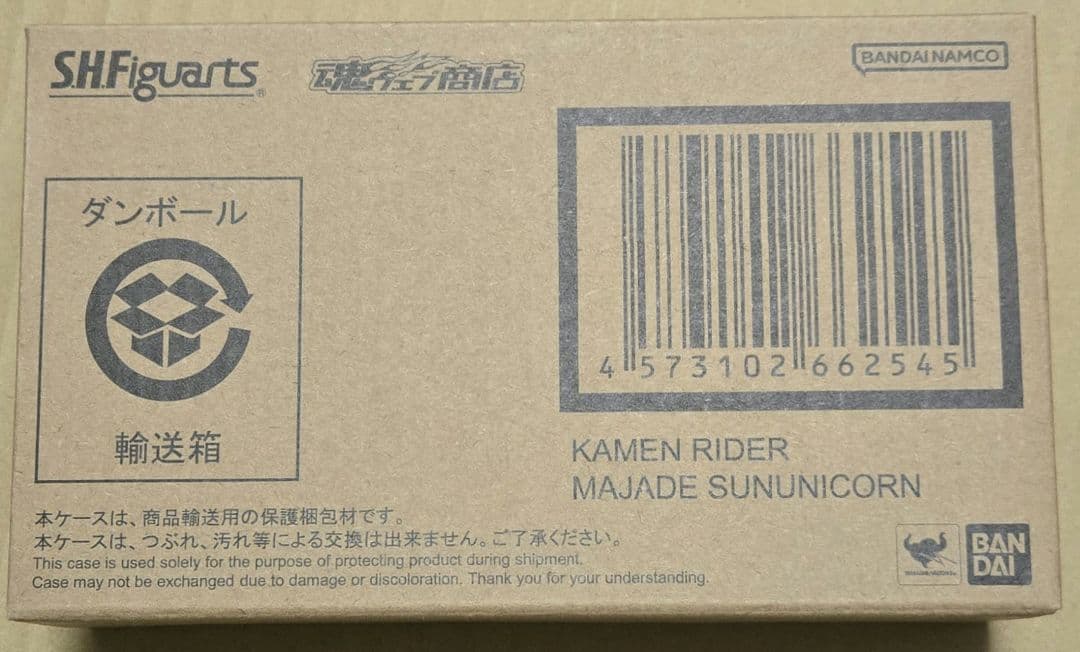 S.H.Figuarts®
魂ウェブ商店
BANDAI NAMCO
ダンボール
輸送箱
4 573102 662545
KAMEN RIDER
MAJADE SUNUNICORN
本ケースは、商品輸送用の保護梱包材です。
本ケースは、つぶれ、汚れ等による交換は出来ません。ご了承ください。
This case is used solely for the purpose of protecting product during shipment.
Case may not be exchanged due to damage or discoloration. Thank you for your understanding.
BAN
DAI